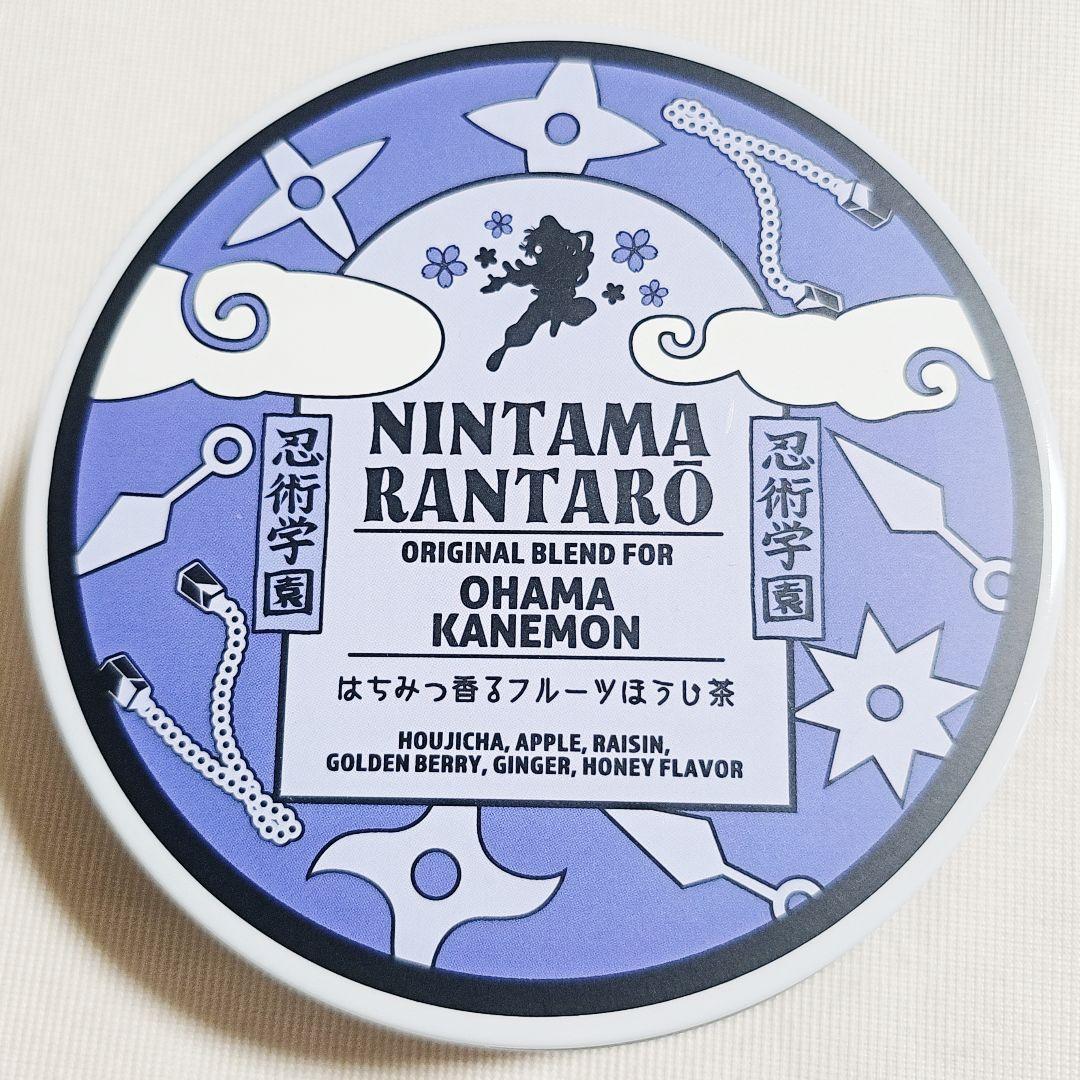 NINTAMA
RANTARŌ
忍術学園
忍術学園
ORIGINAL BLEND FOR
OHAMA
KANEMON
はちみつ香るフルーツほうじ茶
HOUJICHA, APPLE, RAISIN,
GOLDEN BERRY, GINGER, HONEY FLAVOR